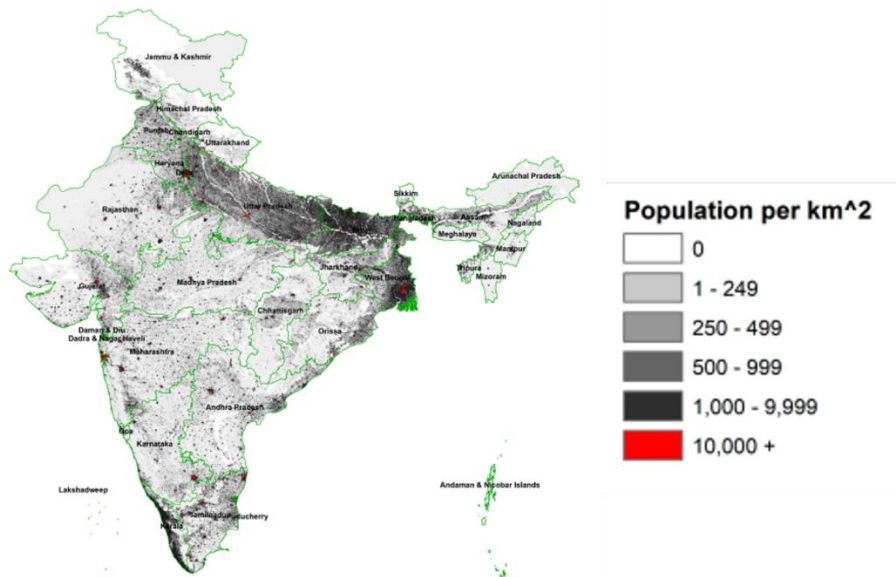 Jammu & Kashmir
Himachal Pradesh
Punjab
Chandigarh
Uttarakhand
Haryana
Delhi
Arunachal Pradesh
Sikkim
Rajasthan
Uttar Pradesh
Assam
Nagaland
Meghalaya
Manipur
Jharkhand
West Bengal
Tripura
Mizoram
Gujarat
Madhya Pradesh
Chhattisgarh
Orissa
Daman & Diu
Dadra & Nagar Haveli
Maharashtra
Andhra Pradesh
Goa
Karnataka
Lakshadweep
Andaman & Nicobar Islands
Tamilnadu
Puducherry
Kerala
Population per km^2
0
1 - 249
250 - 499
500 - 999
1,000 - 9,999
10,000 +